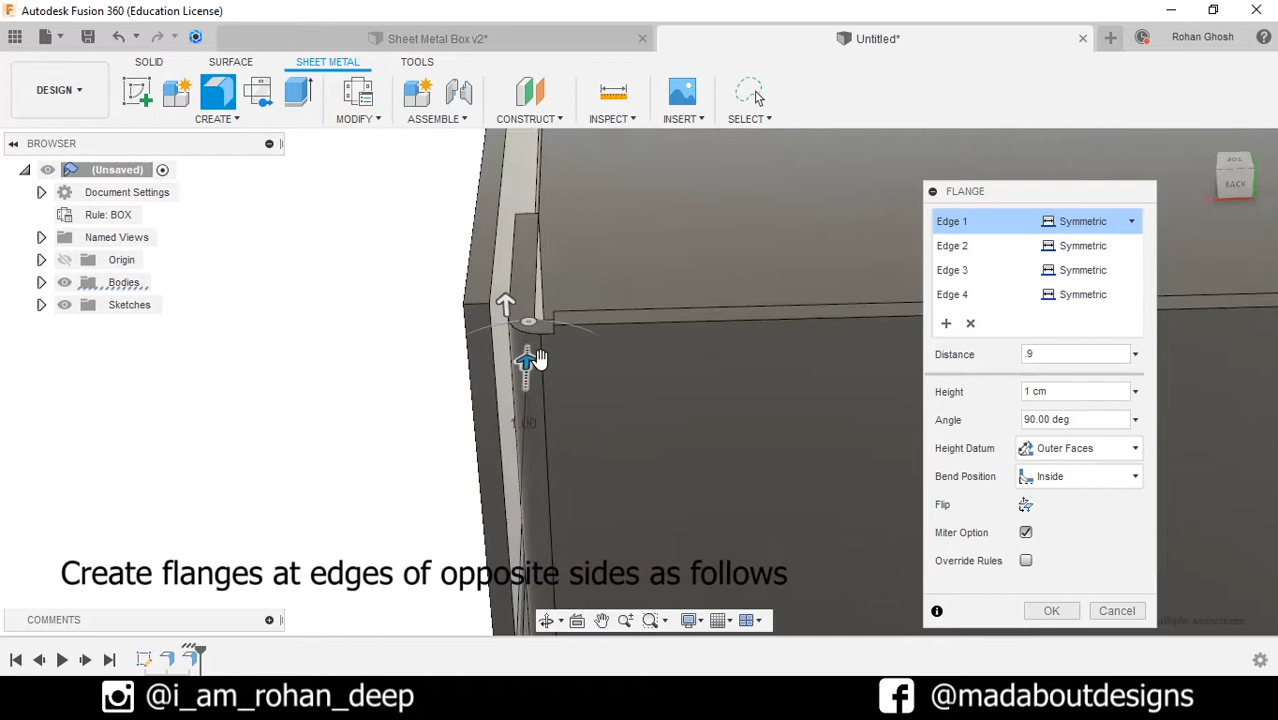 Autodesk Fusion 360 (Education License)
Sheet Metal Box v2*
Untitled*
Rohan Ghosh
DESIGN
SOLID
SURFACE
SHEET METAL
TOOLS
CREATE
MODIFY
ASSEMBLE
CONSTRUCT
INSPECT
INSERT
SELECT
BROWSER
(Unsaved)
Document Settings
Rule: BOX
Named Views
Origin
Bodies
Sketches
TOP
BACK
FLANGE
Edge 1 Symmetric
Edge 2 Symmetric
Edge 3 Symmetric
Edge 4 Symmetric
Distance .9
Height 1 cm
Angle 90.00 deg
Height Datum Outer Faces
Bend Position Inside
Flip
Miter Option
Override Rules
OK Cancel
1.00
Create flanges at edges of opposite sides as follows
COMMENTS
@i_am_rohan_deep
@madaboutdesigns